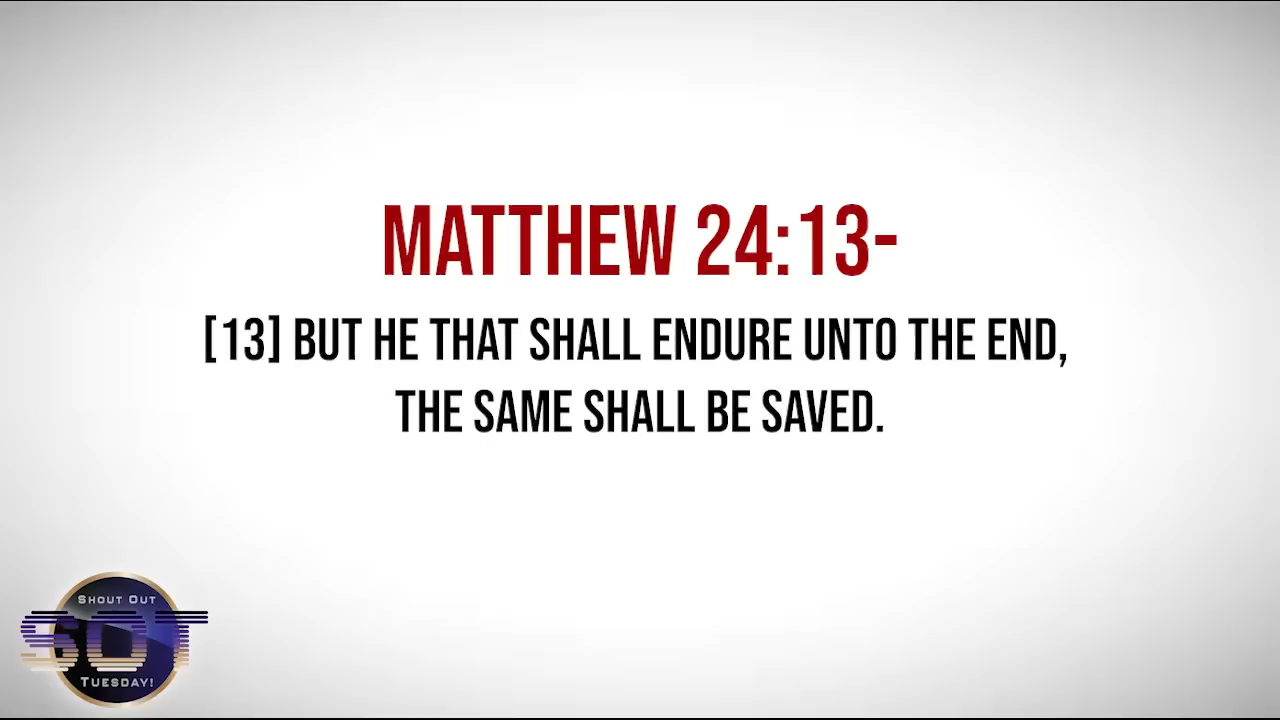 MATTHEW 24:13-
[13] BUT HE THAT SHALL ENDURE UNTO THE END,
THE SAME SHALL BE SAVED.
SHOUT OUT
SOT
TUESDAY!